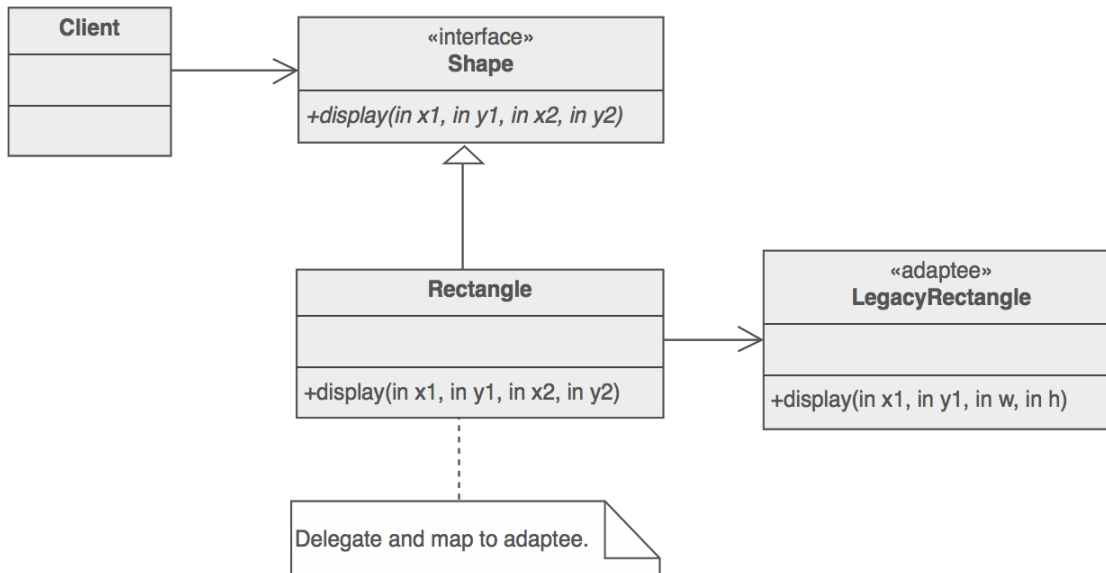 Client
«interface»
Shape
+display(in x1, in y1, in x2, in y2)
Rectangle
+display(in x1, in y1, in x2, in y2)
«adaptee»
LegacyRectangle
+display(in x1, in y1, in w, in h)
Delegate and map to adaptee.